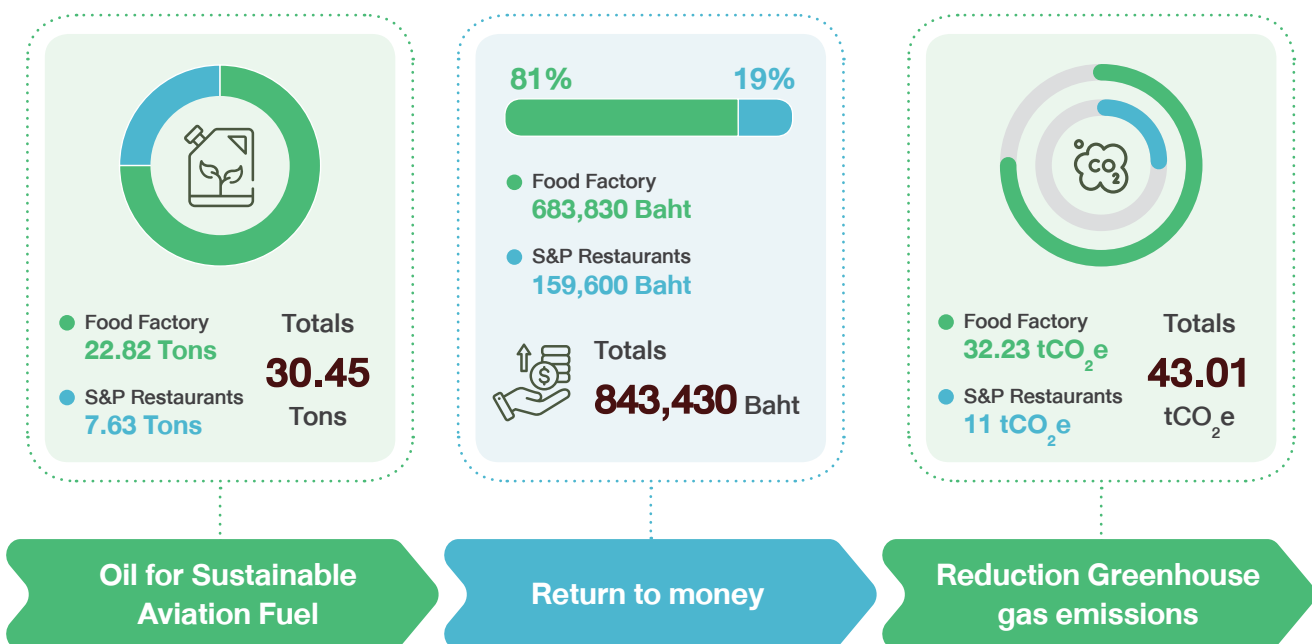 Food Factory
22.82 Tons
S&P Restaurants
7.63 Tons
Totals
30.45
Tons
Oil for Sustainable
Aviation Fuel
81%
19%
Food Factory
683,830 Baht
S&P Restaurants
159,600 Baht
$
Totals
843,430 Baht
Return to money
CO2
Food Factory
32.23 tCO2e
S&P Restaurants
11 tCO2e
Totals
43.01
tCO2e
Reduction Greenhouse
gas emissions